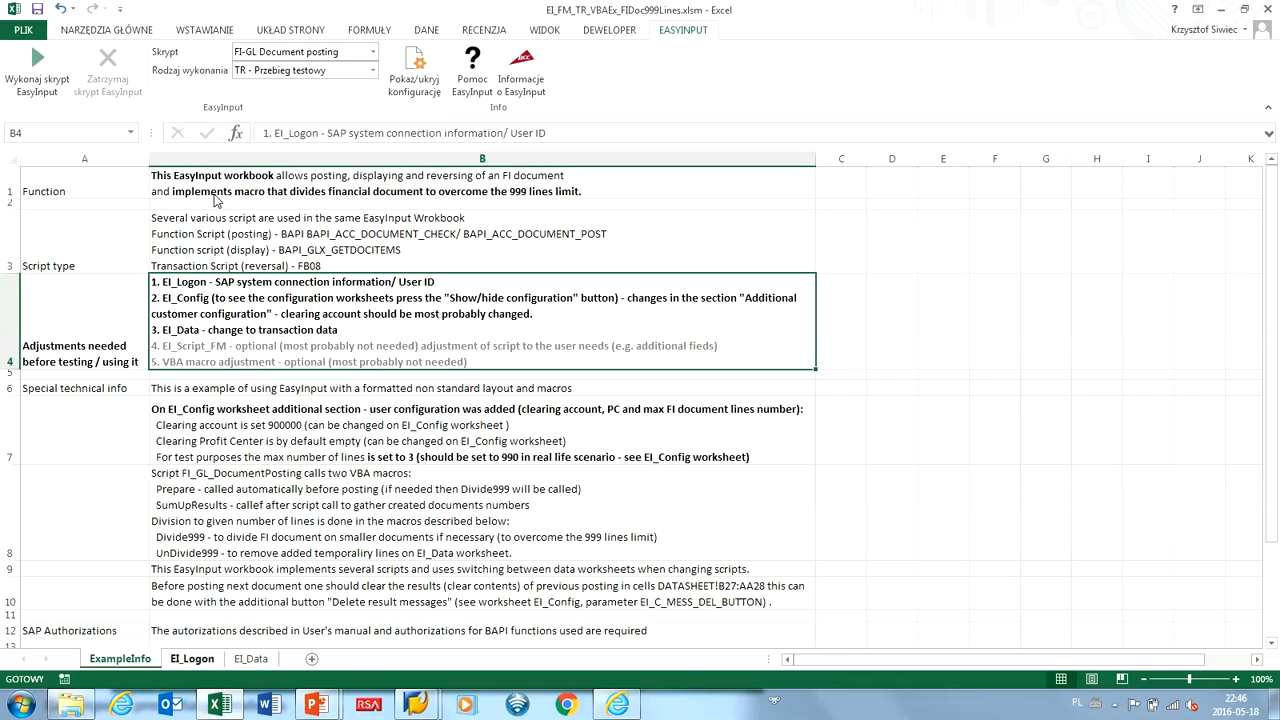 EI_FM_TR_VBAEx_FIDoc999Lines.xlsm - Excel
PLIK NARZĘDZIA GŁÓWNE WSTAWIANIE UKŁAD STRONY FORMUŁY DANE RECENZJA WIDOK DEVELOPER EASYINPUT Krzysztof Siwiec
Wykonaj skrypt EasyInput
Zatrzymaj skrypt EasyInput
Skrypt FI-GL Document posting
Rodzaj wykonania TR - Przebieg testowy
Pokaż/ukryj konfigurację
Pomoc EasyInput
BCC
Informacje o EasyInput
EasyInput Info
B4 fx 1. EI_Logon - SAP system connection information/ User ID
A B C D E F G H I J K
This EasyInput workbook allows posting, displaying and reversing of an FI document
1 Function and implements macro that divides financial document to overcome the 999 lines limit.
2
Several various script are used in the same EasyInput Wrokbook
Function Script (posting) - BAPI BAPI_ACC_DOCUMENT_CHECK/ BAPI_ACC_DOCUMENT_POST
Function script (display) - BAPI_GLX_GETDOCITEMS
3 Script type Transaction Script (reversal) - FB08
1. EI_Logon - SAP system connection information/ User ID
2. EI_Config (to see the configuration worksheets press the "Show/hide configuration" button) - changes in the section "Additional
customer configuration" - clearing account should be most probably changed.
3. EI_Data - change to transaction data
Adjustments needed 4. EI_Script_FM - optional (most probably not needed) adjustment of script to the user needs (e.g. additional fieds)
4 before testing / using it 5. VBA macro adjustment - optional (most probably not needed)
5
6 Special technical info This is a example of using EasyInput with a formatted non standard layout and macros
On EI_Config worksheet additional section - user configuration was added (clearing account, PC and max FI document lines number):
Clearing account is set 900000 (can be changed on EI_Config worksheet )
Clearing Profit Center is by default empty (can be changed on EI_Config worksheet)
7 For test purposes the max number of lines is set to 3 (should be set to 990 in real life scenario - see EI_Config worksheet)
Script FI_GL_DocumentPosting calls two VBA macros:
Prepare - called automatically before posting (if needed then Divide999 will be called)
SumUpResults - callef after script call to gather created documents numbers
Division to given number of lines is done in the macros described below:
Divide999 - to divide FI document on smaller documents if necessary (to overcome the 999 lines limit)
8 UnDivide999 - to remove added temporaliry lines on EI_Data worksheet.
9 This EasyInput workbook implements several scripts and uses switching between data worksheets when changing scripts.
Before posting next document one should clear the results (clear contents) of previous posting in cells DATASHEET!B27:AA28 this can
10 be done with the additional button "Delete result messages" (see worksheet EI_Config, parameter EI_C_MESS_DEL_BUTTON) .
11
12 SAP Authorizations The autorizations described in User's manual and authorizations for BAPI functions used are required
13
ExampleInfo EI_Logon EI_Data
GOTOWY 100%
RSA PL 22:46
2016-05-18